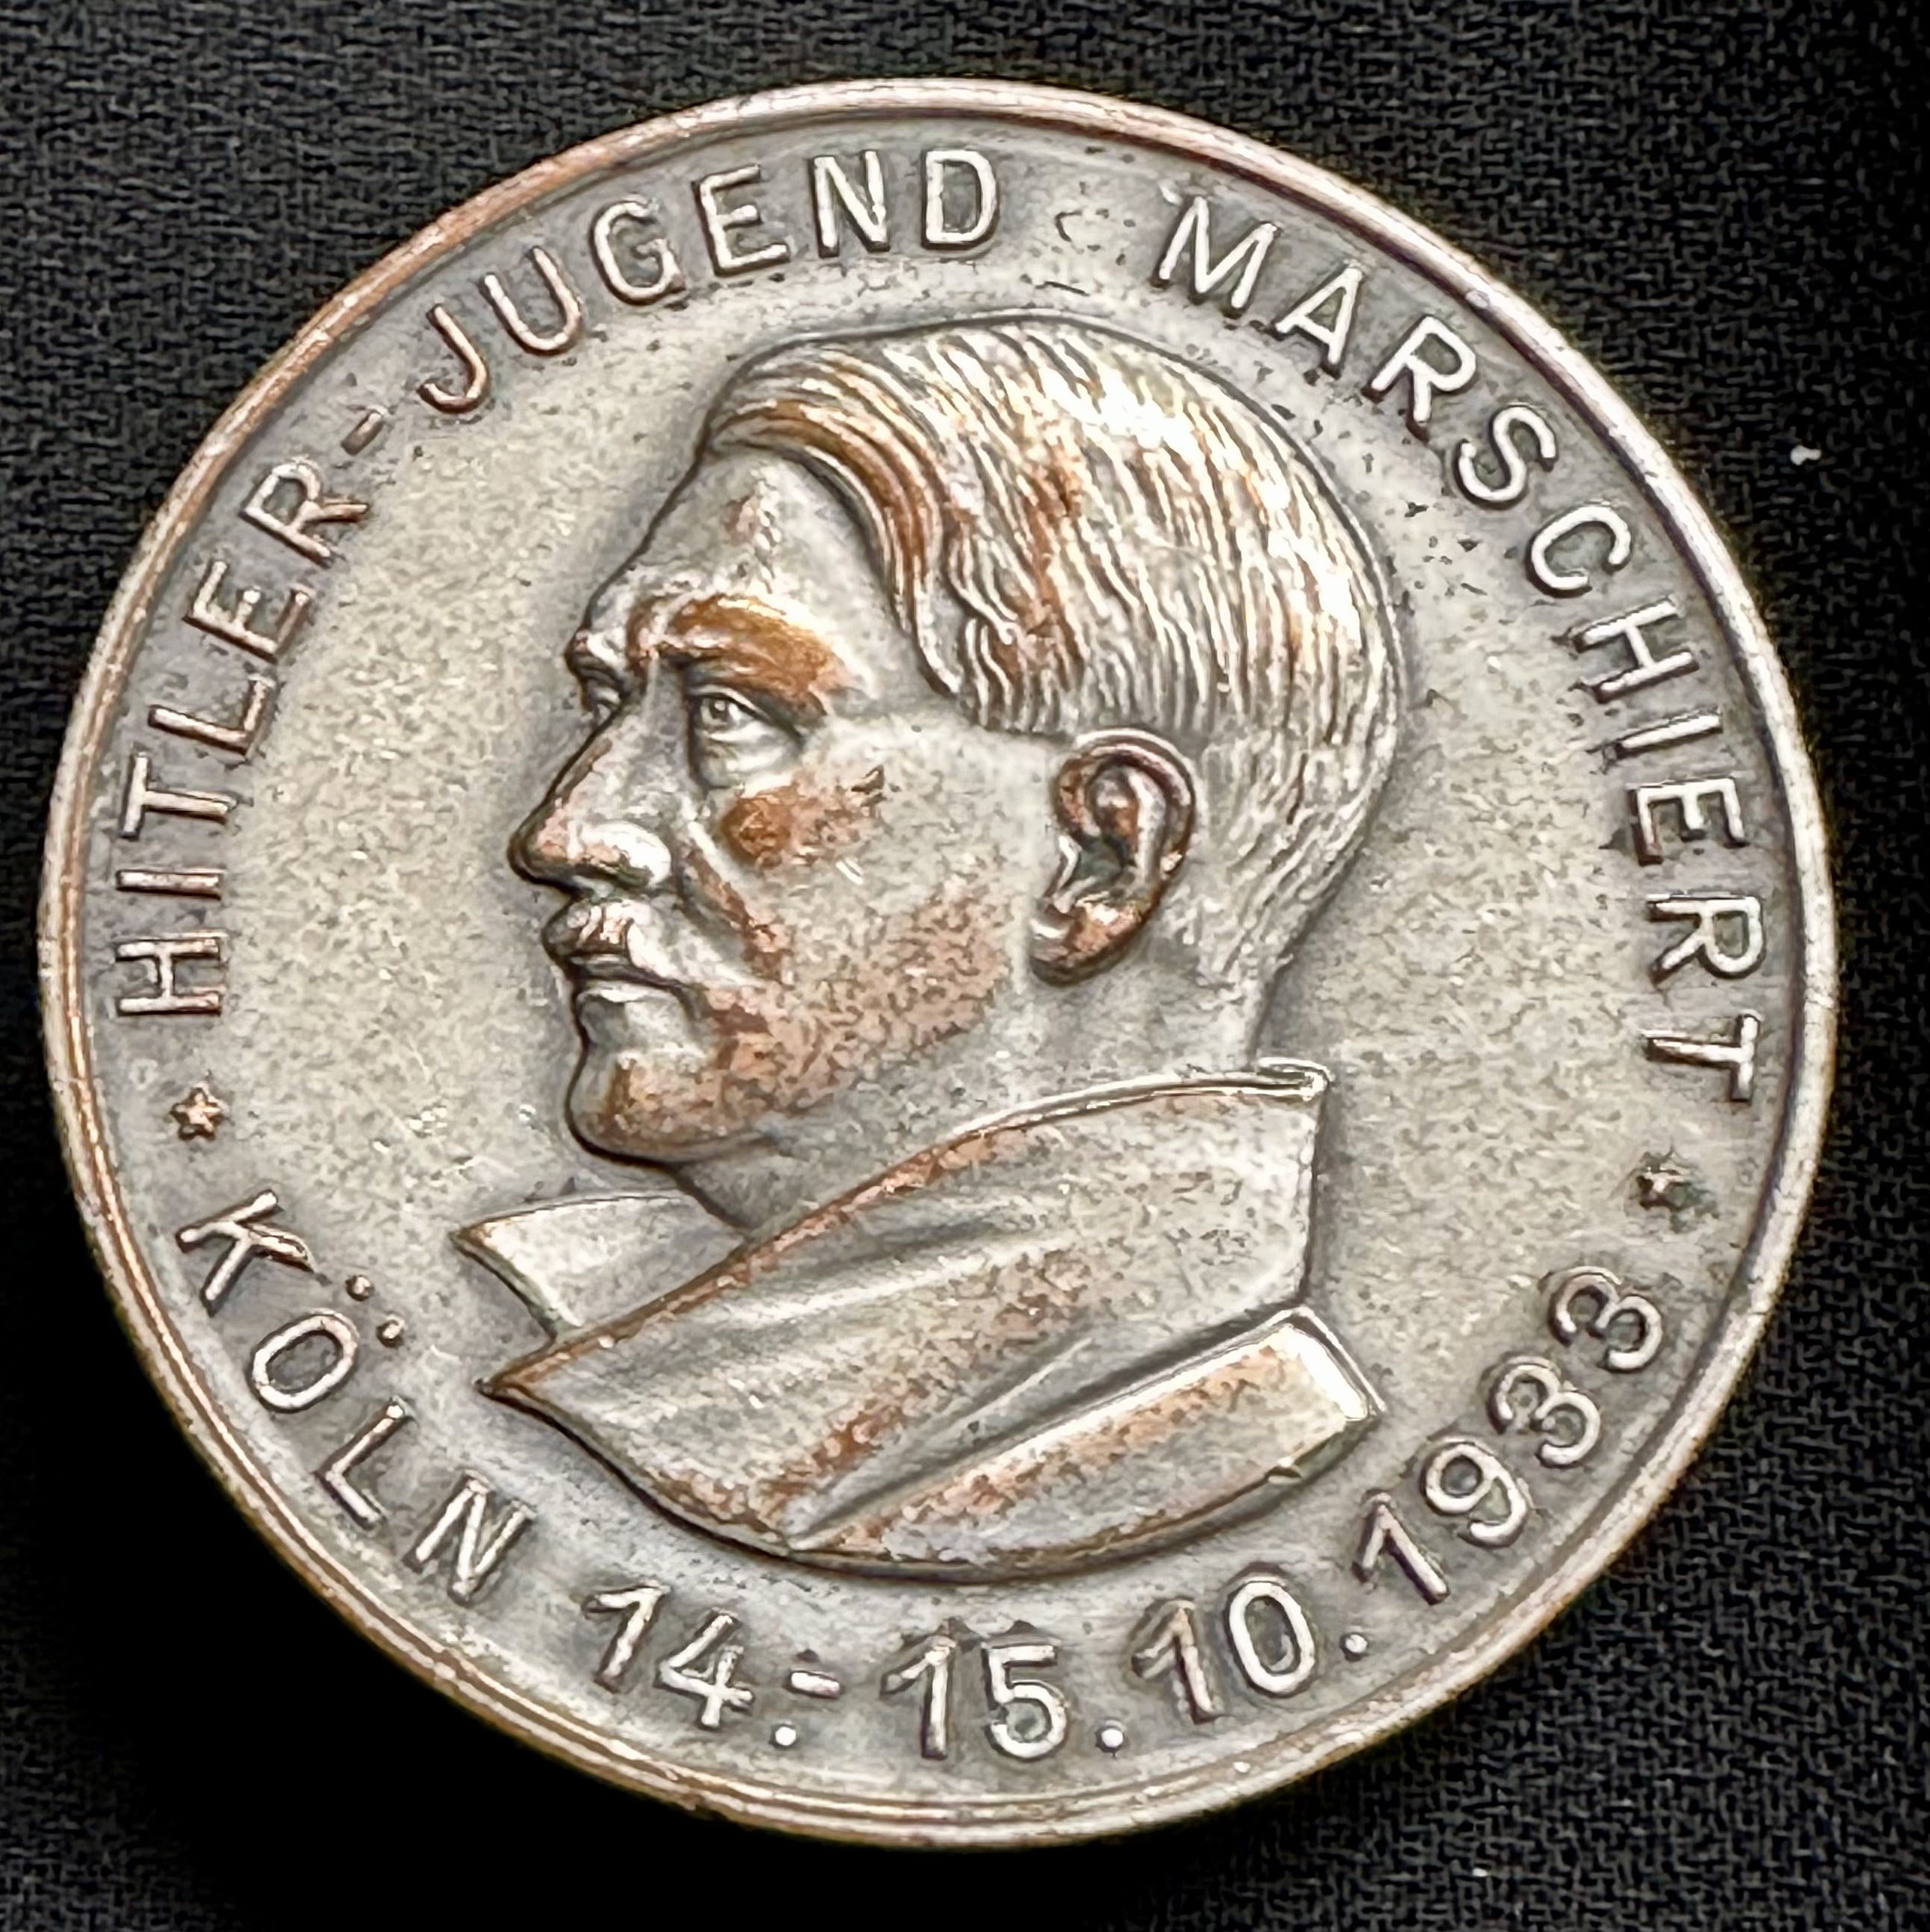 HITLER-JUGEND MARSCHIERT
KÖLN 14.-15.10.1933